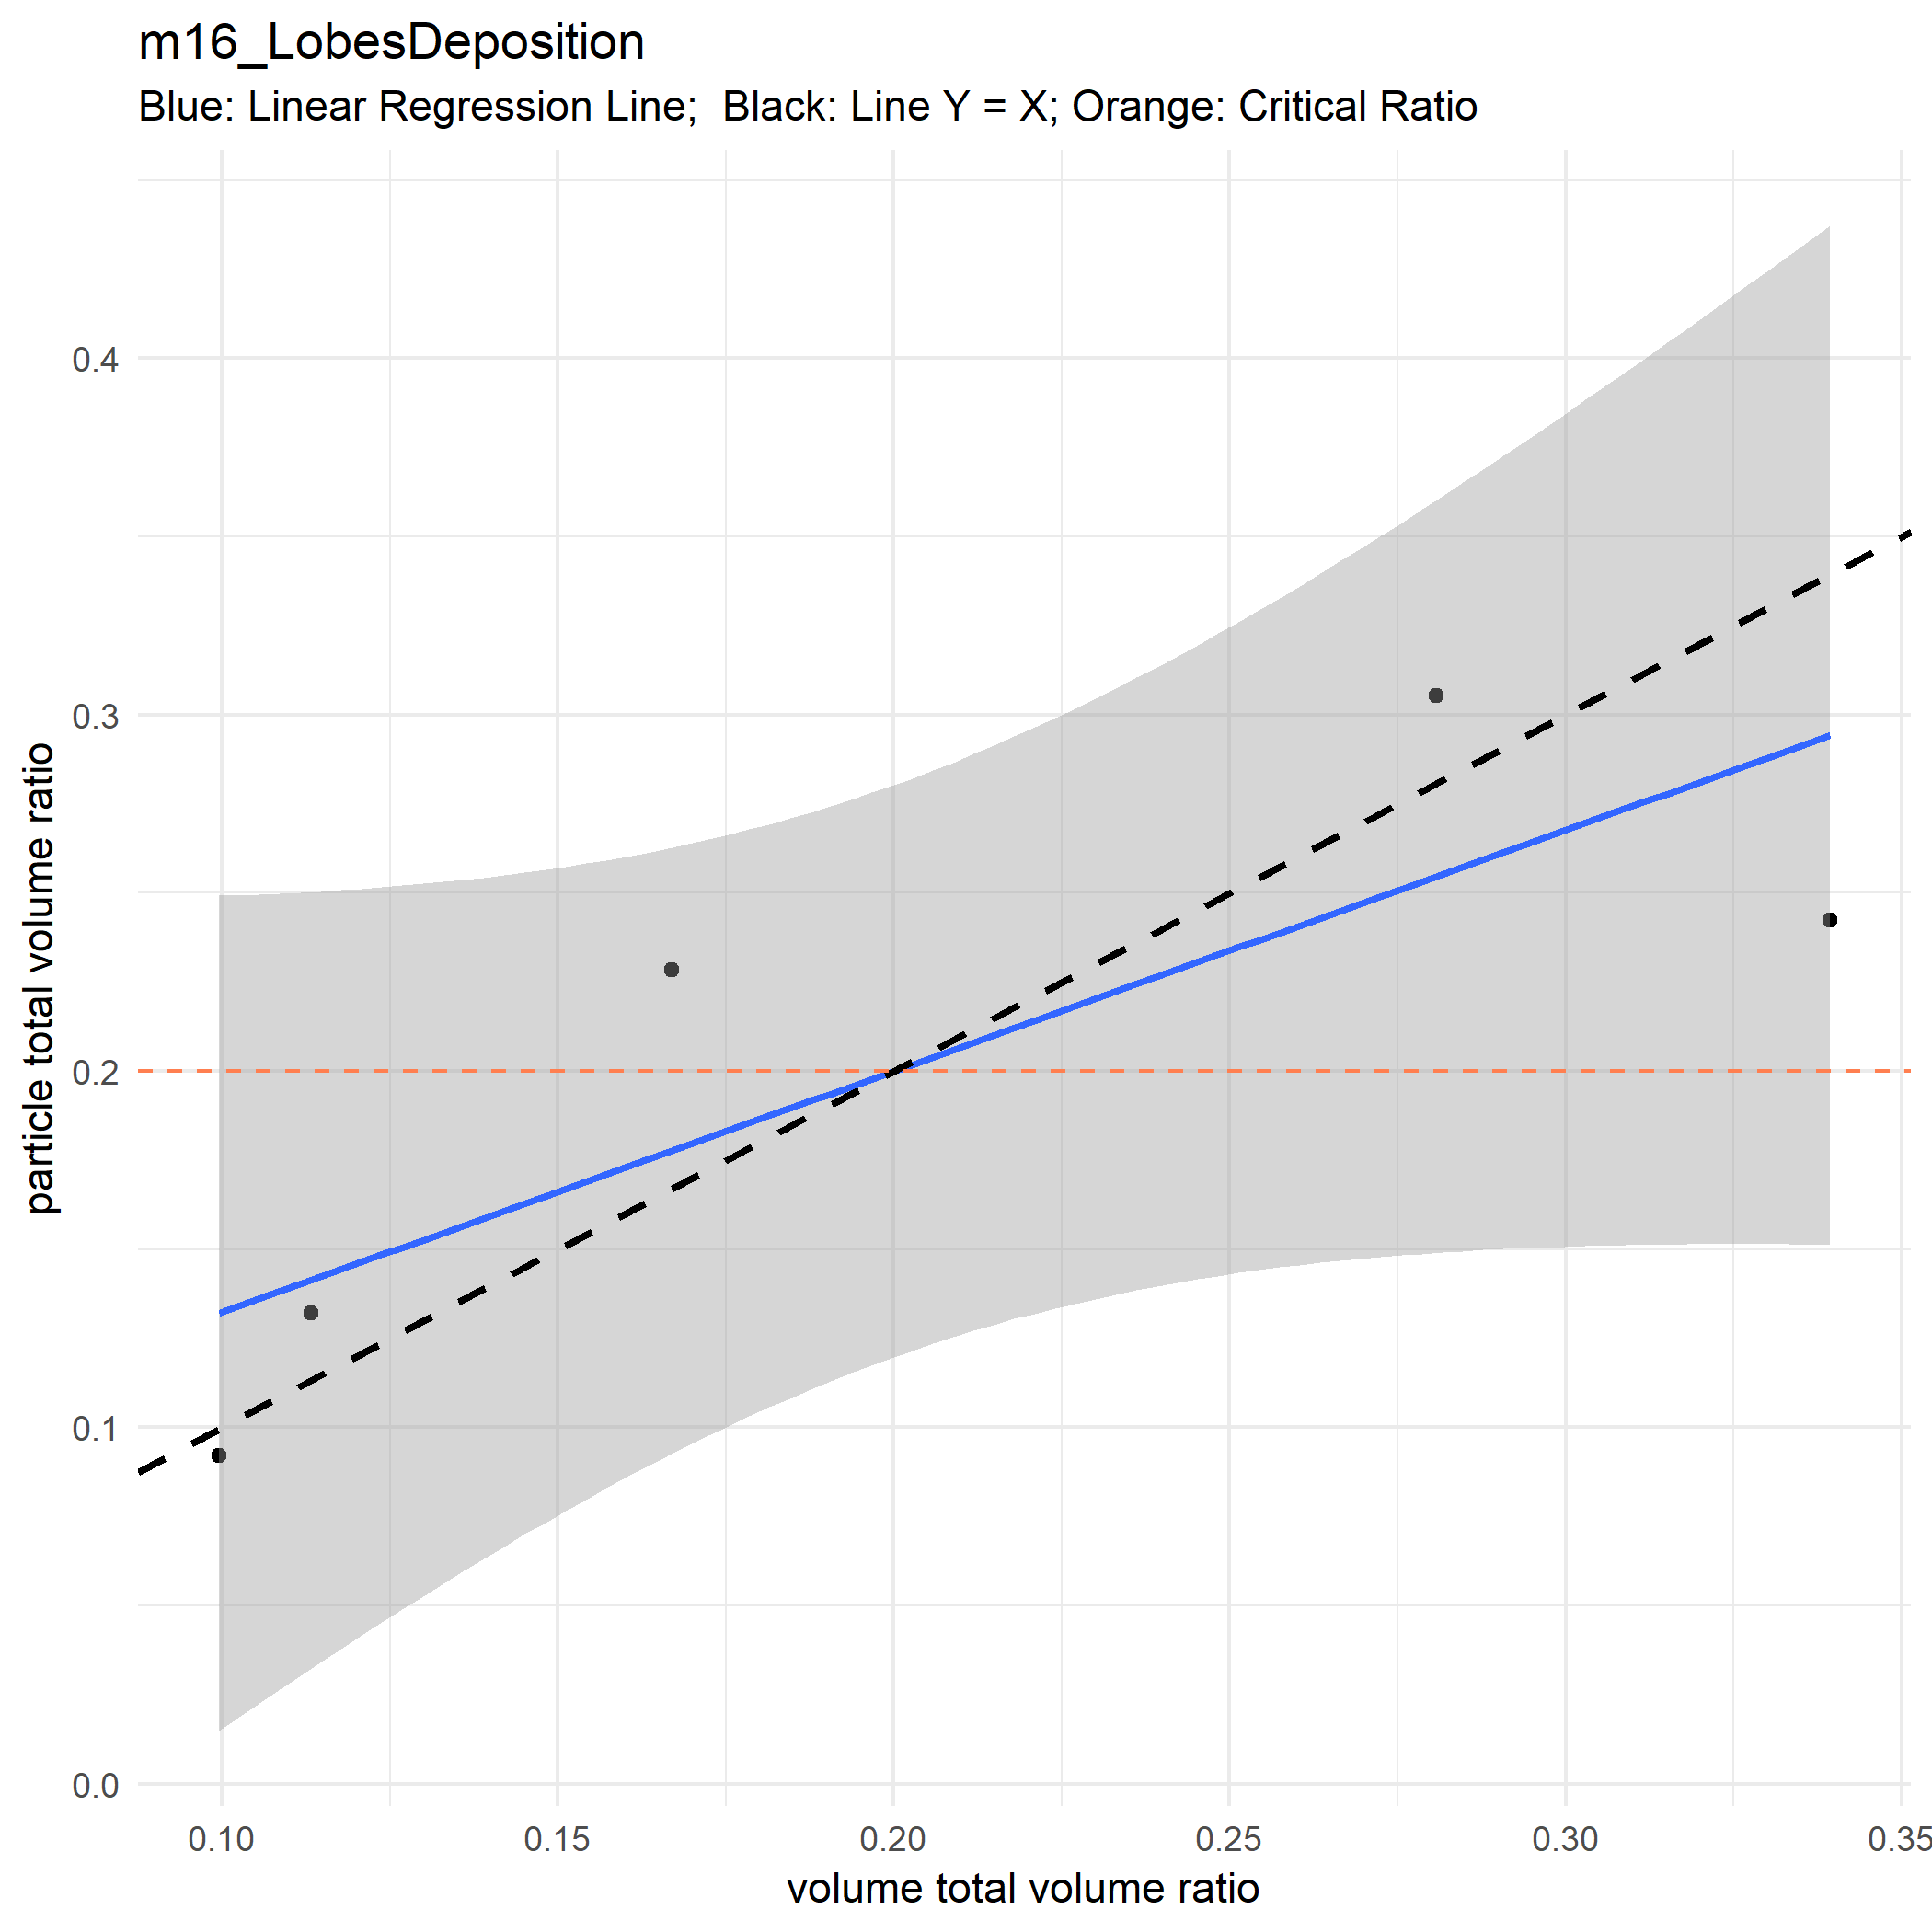 m16_LobesDeposition
Blue: Linear Regression Line;  Black: Line Y = X; Orange: Critical Ratio
particle total volume ratio
0.4
0.3
0.2
0.1
0.0
0.10 0.15 0.20 0.25 0.30 0.35
volume total volume ratio